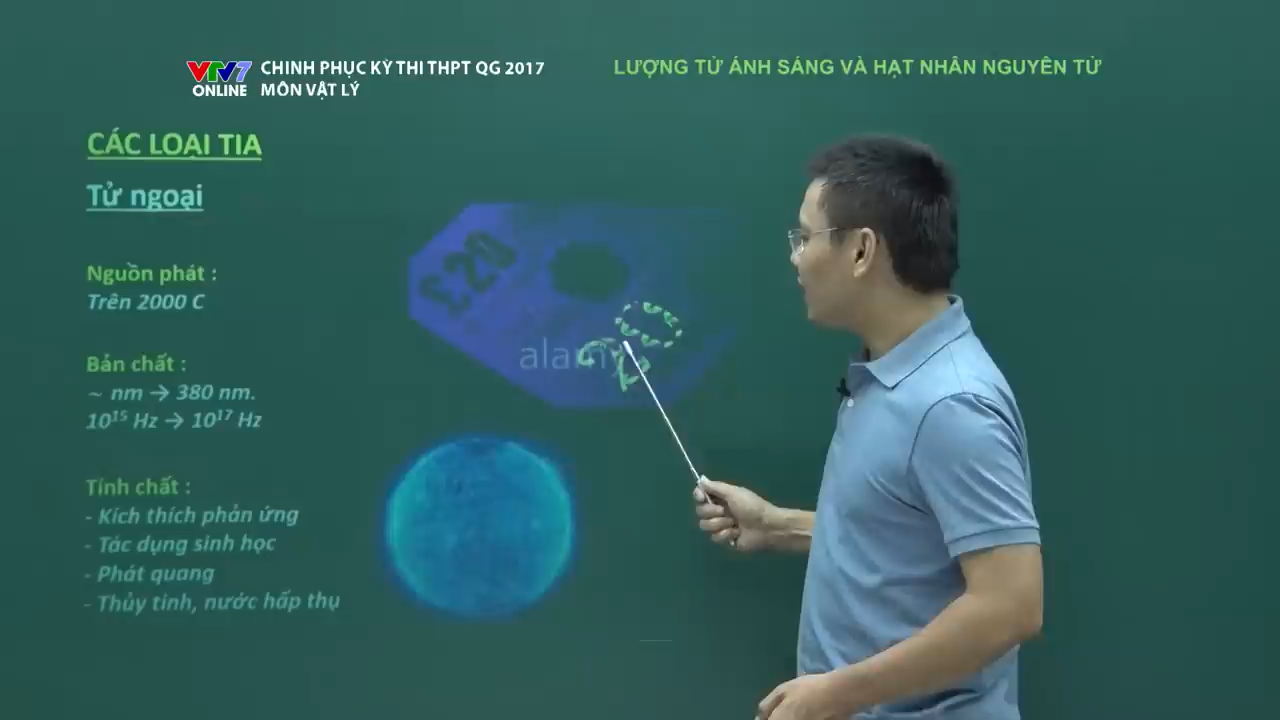 VTV7
ONLINE
CHINH PHỤC KỲ THI THPT QG 2017
MÔN VẬT LÝ
LƯỢNG TỬ ÁNH SÁNG VÀ HẠT NHÂN NGUYÊN TỬ
CÁC LOẠI TIA
Tử ngoại
Nguồn phát :
Trên 2000 C
Bản chất :
~ nm → 380 nm.
10¹⁵ Hz → 10¹⁷ Hz
Tính chất :
- Kích thích phản ứng
- Tác dụng sinh học
- Phát quang
- Thủy tinh, nước hấp thụ
£20
alamy